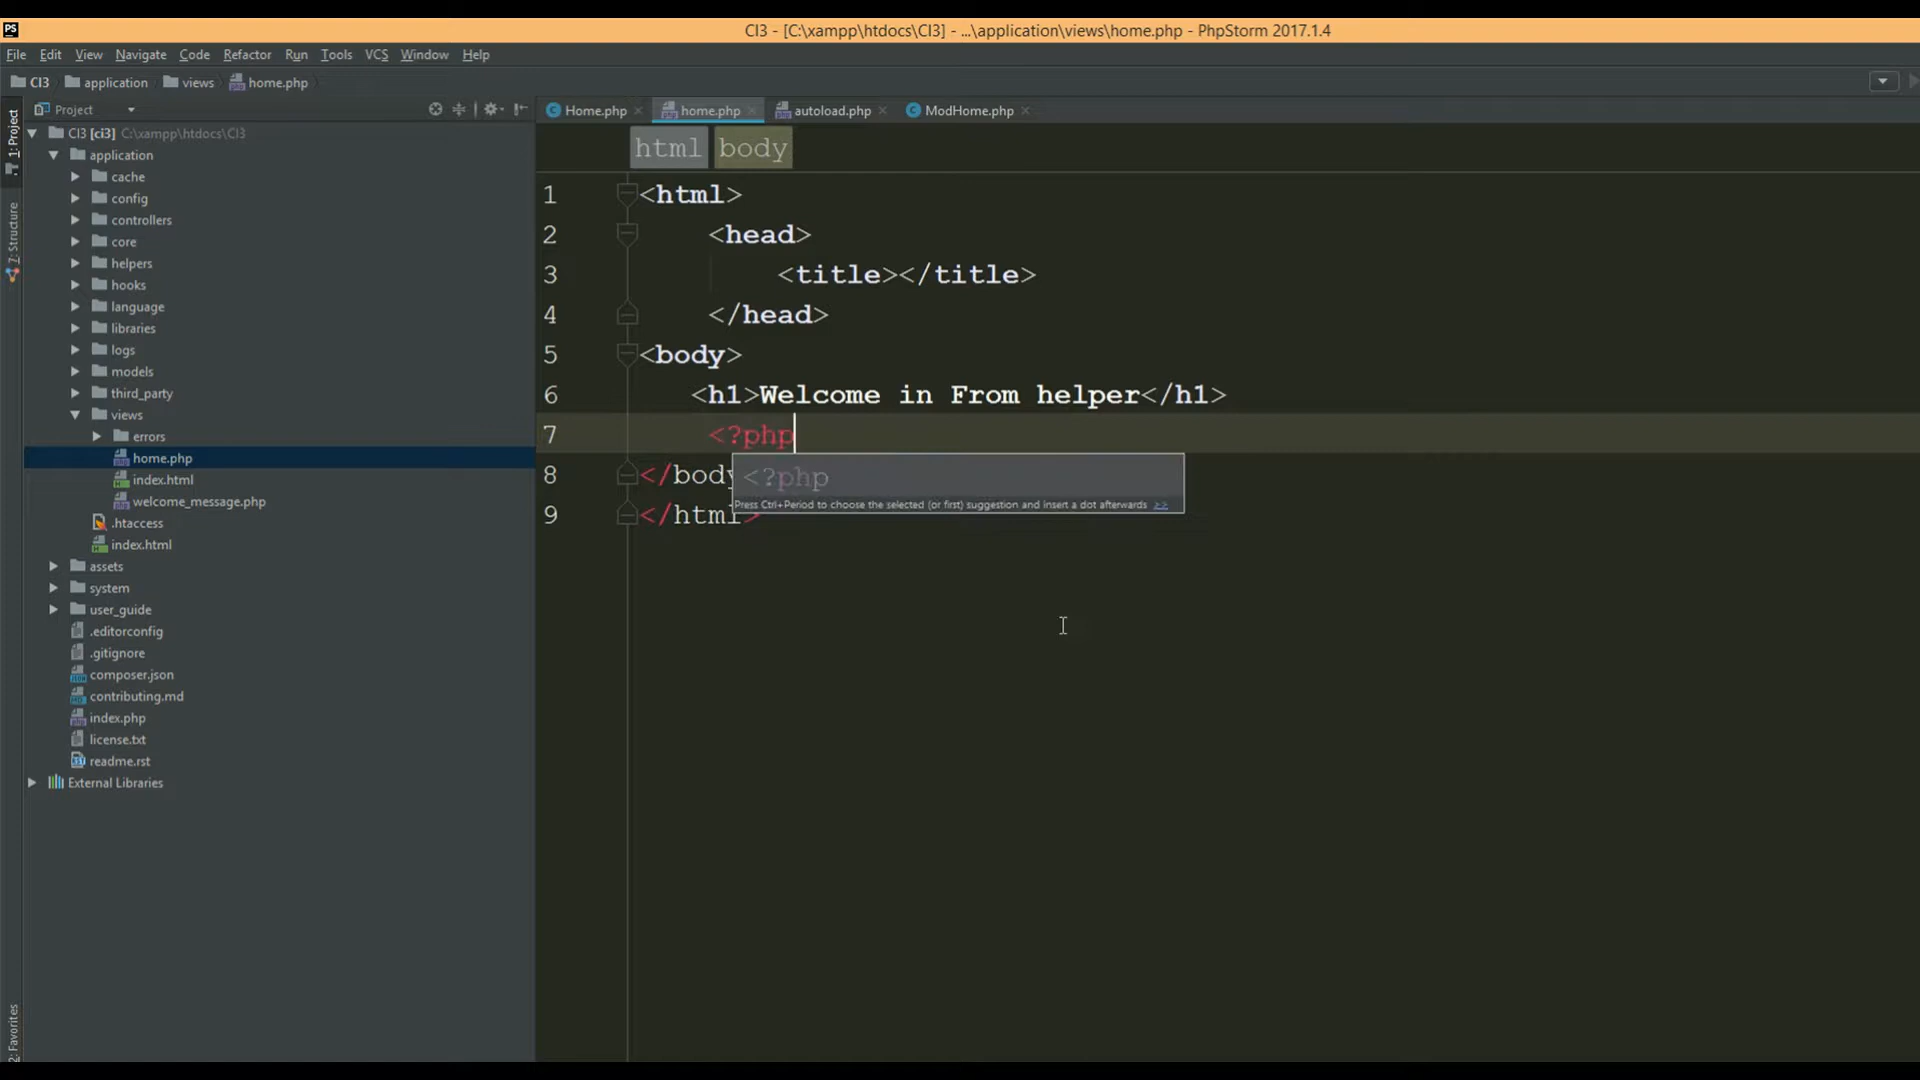 PS
CI3 - [C:\xampp\htdocs\CI3] - ...\application\views\home.php - PhpStorm 2017.1.4
File Edit View Navigate Code Refactor Run Tools VCS Window Help
CI3 application views home.php
Project
Home.php home.php autoload.php ModHome.php
1: Project
7: Structure
2: Favorites
CI3 [ci3] C:\xampp\htdocs\CI3
application
cache
config
controllers
core
helpers
hooks
language
libraries
logs
models
third_party
views
errors
home.php
index.html
welcome_message.php
.htaccess
index.html
assets
system
user_guide
.editorconfig
.gitignore
composer.json
contributing.md
index.php
license.txt
readme.rst
External Libraries
html body
1 <html>
2 <head>
3 <title></title>
4 </head>
5 <body>
6 <h1>Welcome in From helper</h1>
7 <?php
8 </body
<?php
Press Ctrl+Period to choose the selected (or first) suggestion and insert a dot afterwards >>
9 </html>